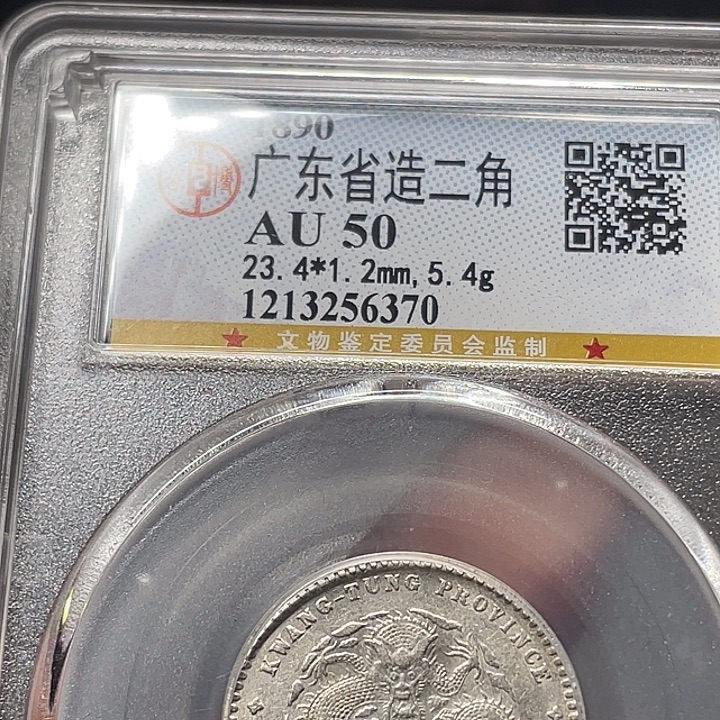 1890
广东省造二角
AU 50
23.4*1.2mm,5.4g
1213256370
文物鉴定委员会监制
KWANG-TUNG PROVINCE